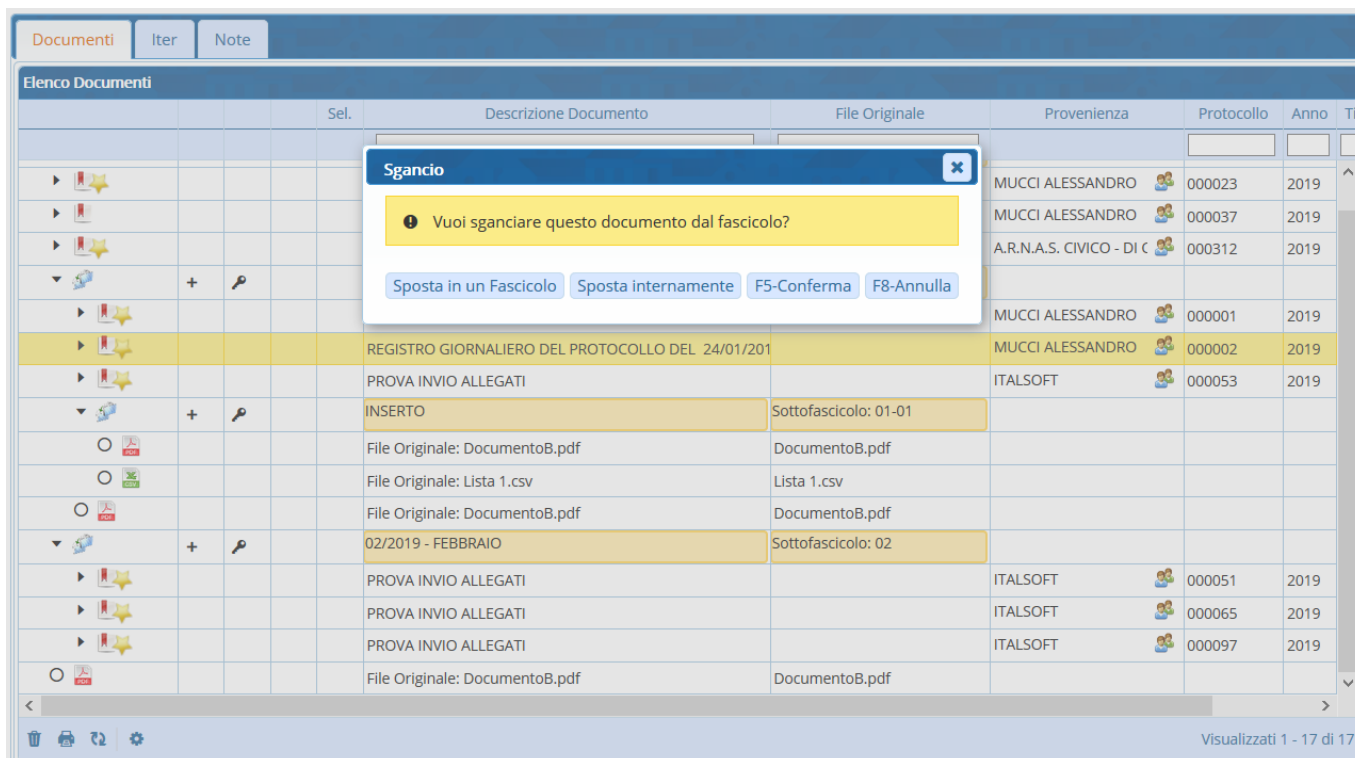 Documenti Iter Note
Elenco Documenti
Sel. Descrizione Documento File Originale Provenienza Protocollo Anno
Sgancio
Vuoi sganciare questo documento dal fascicolo?
Sposta in un Fascicolo Sposta internamente F5-Conferma F8-Annulla
MUCCI ALESSANDRO 000023 2019
MUCCI ALESSANDRO 000037 2019
A.R.N.A.S. CIVICO - DI 000312 2019
+
MUCCI ALESSANDRO 000001 2019
REGISTRO GIORNALIERO DEL PROTOCOLLO DEL 24/01/201 MUCCI ALESSANDRO 000002 2019
PROVA INVIO ALLEGATI ITALSOFT 000053 2019
+ INSERTO Sottofascicolo: 01-01
PDF File Originale: DocumentoB.pdf DocumentoB.pdf
CSV File Originale: Lista 1.csv Lista 1.csv
PDF File Originale: DocumentoB.pdf DocumentoB.pdf
+ 02/2019 - FEBBRAIO Sottofascicolo: 02
PROVA INVIO ALLEGATI ITALSOFT 000051 2019
PROVA INVIO ALLEGATI ITALSOFT 000065 2019
PROVA INVIO ALLEGATI ITALSOFT 000097 2019
PDF File Originale: DocumentoB.pdf DocumentoB.pdf
Visualizzati 1 - 17 di 17